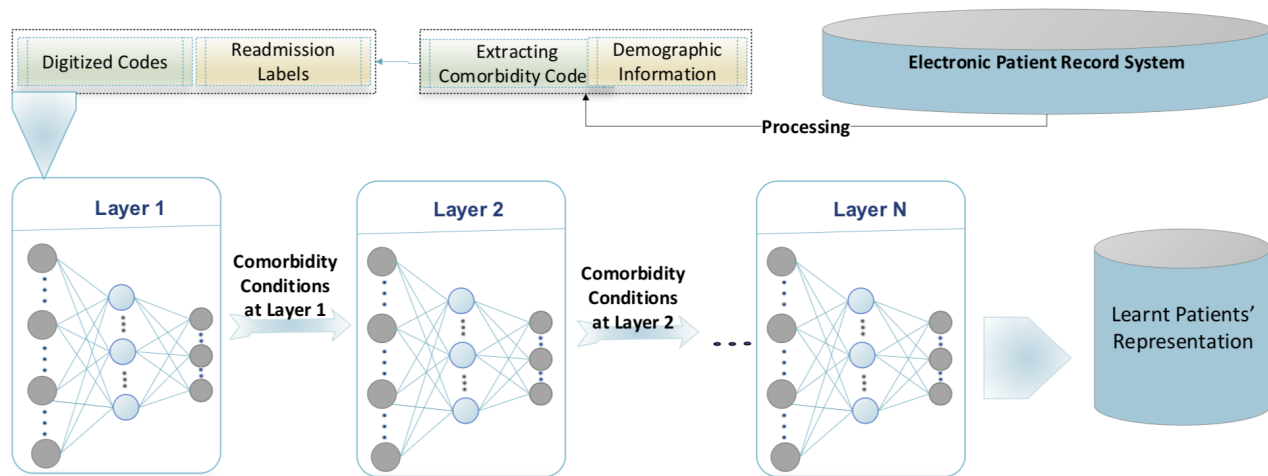 Digitized Codes
Readmission
Labels
Extracting
Comorbidity Code
Demographic
Information
Electronic Patient Record System
Processing
Layer 1
Layer 2
Layer N
Comorbidity
Conditions
at Layer 1
Comorbidity
Conditions
at Layer 2
Learnt Patients’
Representation